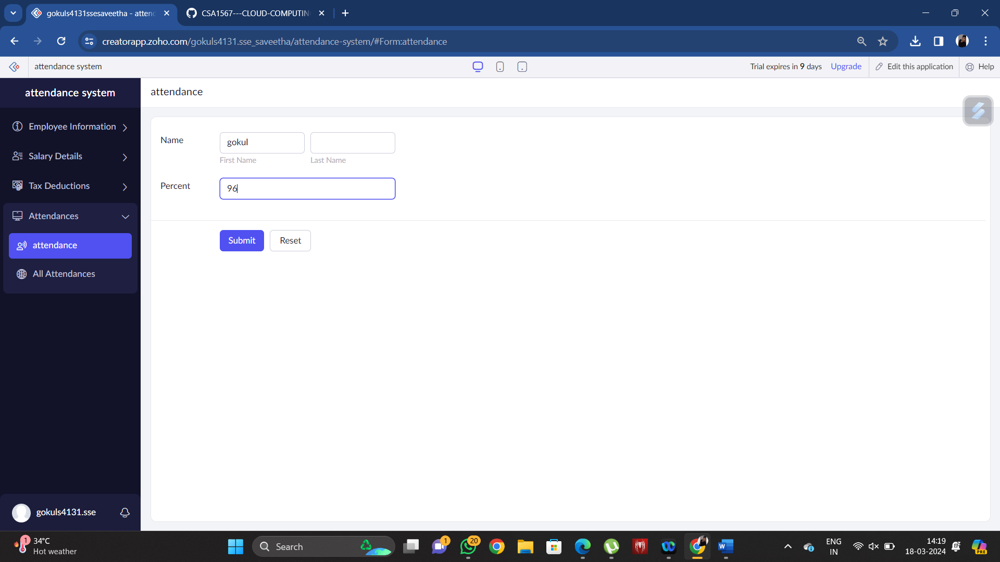 gokuls4131ssesaveetha - atten
CSA1567---CLOUD-COMPUTIN
creatorapp.zoho.com/gokuls4131.sse_saveetha/attendance-system/#Form:attendance
attendance system
Trial expires in 9 days
Upgrade
Edit this application
Help
attendance system
attendance
Employee Information
Salary Details
Tax Deductions
Attendances
attendance
All Attendances
Name
gokul
First Name
Last Name
Percent
96
Submit
Reset
gokuls4131.sse
1
34°C
Hot weather
Search
1
20
W
ENG
IN
14:19
18-03-2024
PRE